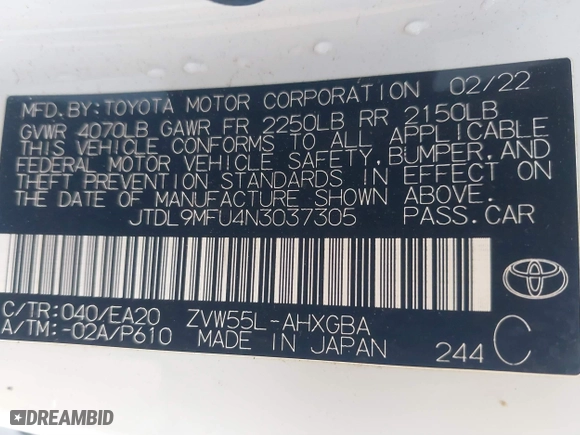 MFD. BY: TOYOTA MOTOR CORPORATION 02/22
GVWR 4070LB GAWR FR 2250LB RR 2150LB
THIS VEHICLE CONFORMS TO ALL APPLICABLE
FEDERAL MOTOR VEHICLE SAFETY, BUMPER, AND
THEFT PREVENTION STANDARDS IN EFFECT ON
THE DATE OF MANUFACTURE SHOWN ABOVE.
JTDL9MFU4N3037305 PASS. CAR
C/TR: 040/EA20 ZVW55L-AHXGBA
A/TM: -02A/P610 MADE IN JAPAN 244 C
TOYOTA
DREAMBID